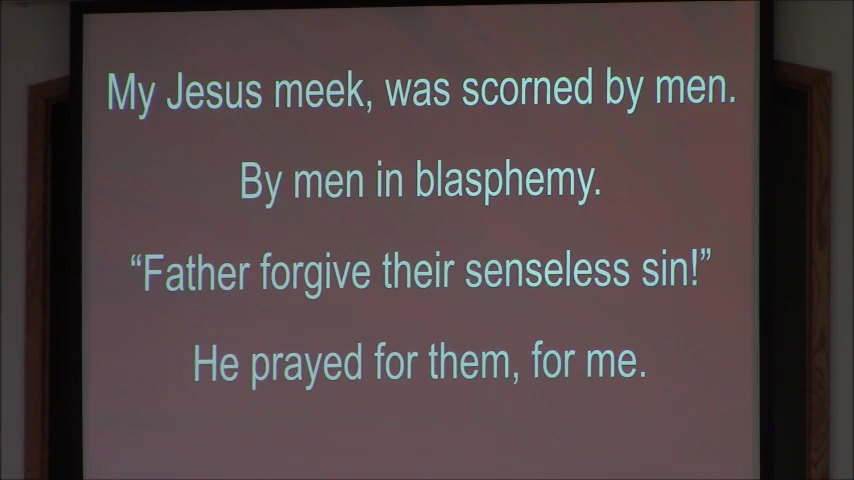 My Jesus meek, was scorned by men.
By men in blasphemy.
“Father forgive their senseless sin!”
He prayed for them, for me.